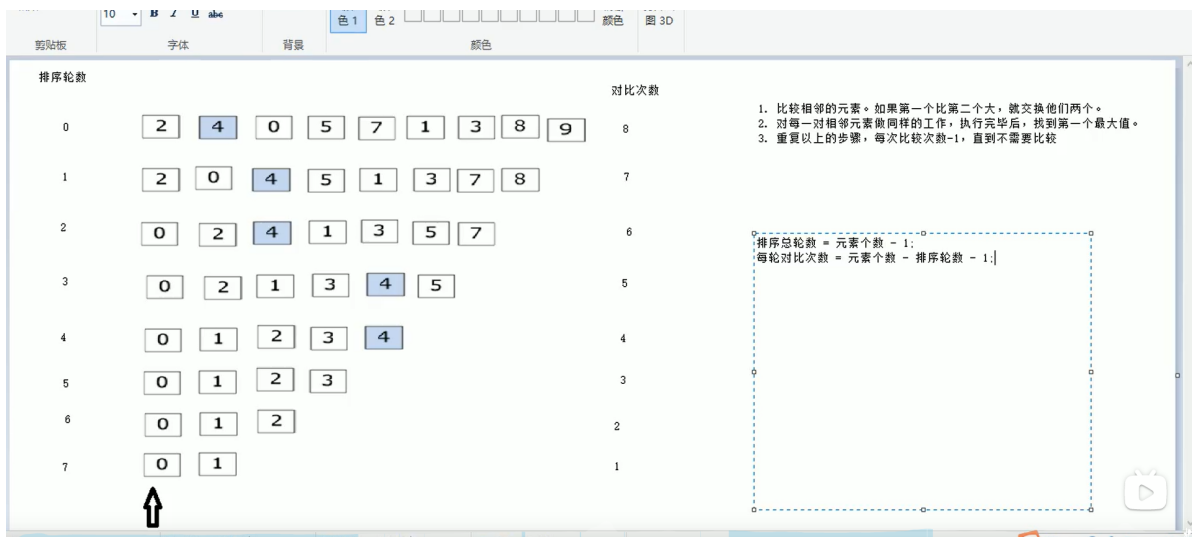 10 B I U abc
色 1 色 2 颜色 图 3D
剪贴板 字体 背景 颜色
排序轮数
对比次数
0 2 4 0 5 7 1 3 8 9 8
1 2 0 4 5 1 3 7 8 7
2 0 2 4 1 3 5 7 6
3 0 2 1 3 4 5 5
4 0 1 2 3 4 4
5 0 1 2 3 3
6 0 1 2 2
7 0 1 1
1. 比较相邻的元素。如果第一个比第二个大，就交换他们两个。
2. 对每一对相邻元素做同样的工作，执行完毕后，找到第一个最大值。
3. 重复以上的步骤，每次比较次数-1，直到不需要比较
排序总轮数 = 元素个数 - 1;
每轮对比次数 = 元素个数 - 排序轮数 - 1;